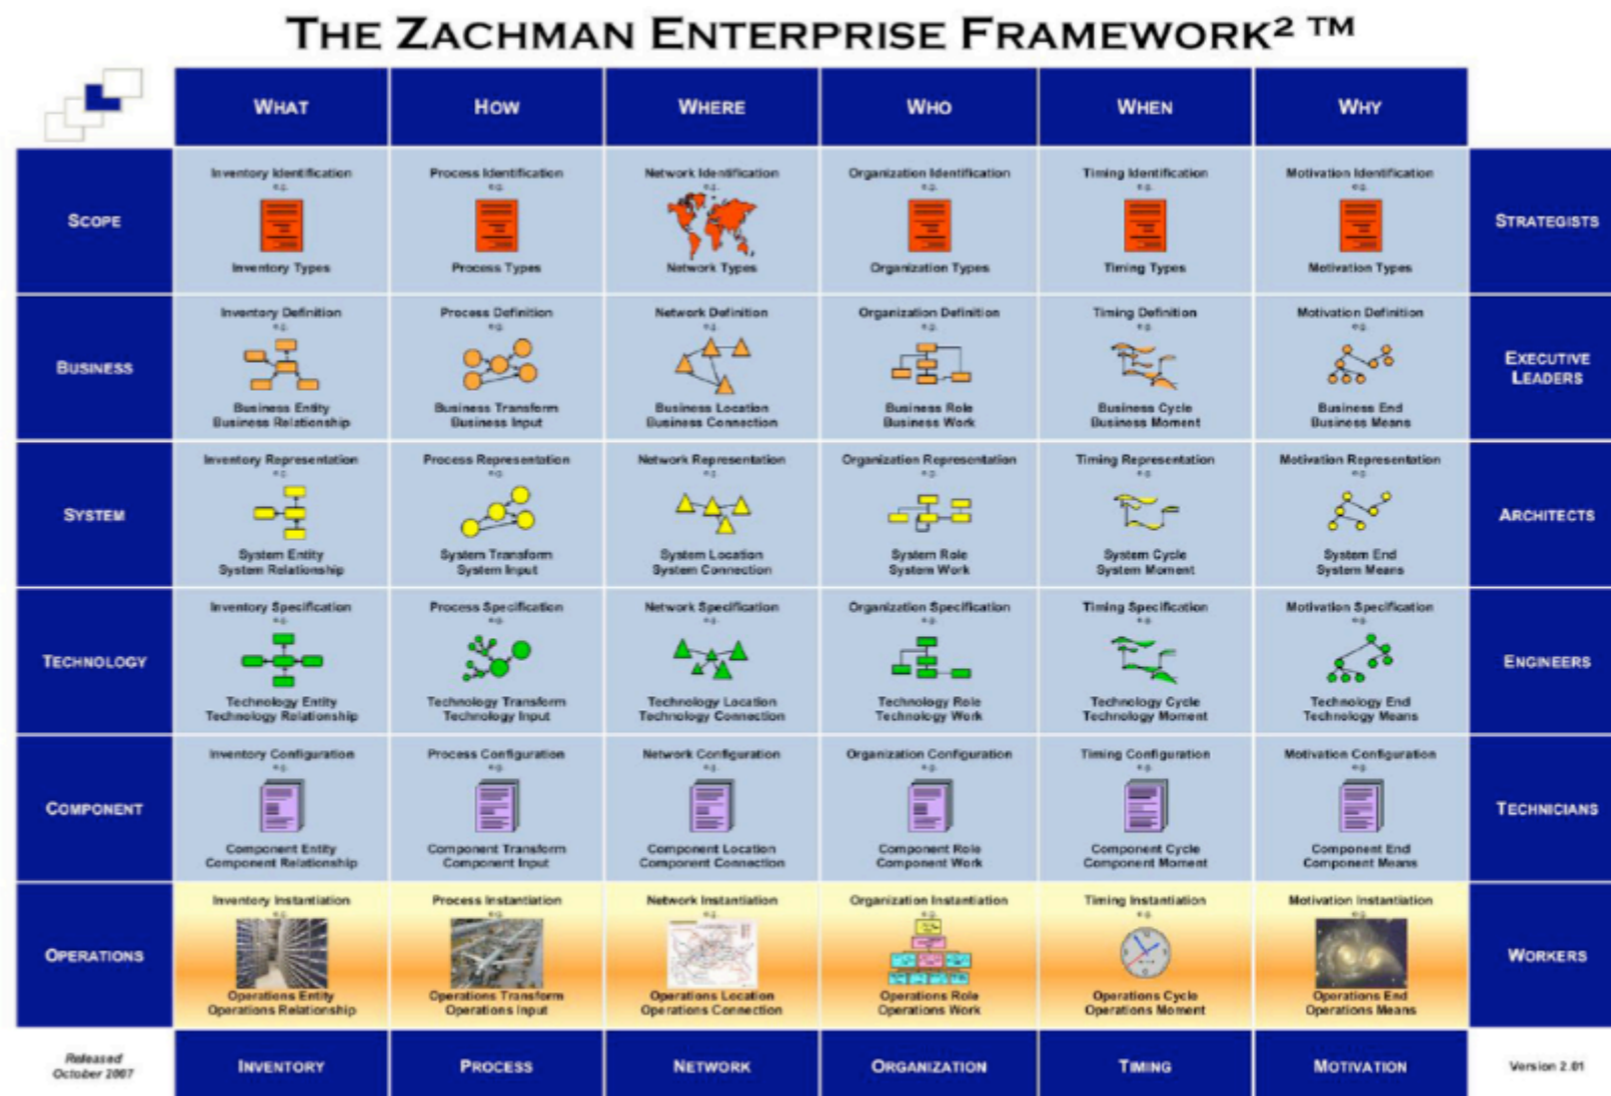 THE ZACHMAN ENTERPRISE FRAMEWORK² ™
WHAT HOW WHERE WHO WHEN WHY
SCOPE
Inventory Identification
e.g.
Inventory Types
Process Identification
e.g.
Process Types
Network Identification
e.g.
Network Types
Organization Identification
e.g.
Organization Types
Timing Identification
e.g.
Timing Types
Motivation Identification
e.g.
Motivation Types
STRATEGISTS
BUSINESS
Inventory Definition
e.g.
Business Entity
Business Relationship
Process Definition
e.g.
Business Transform
Business Input
Network Definition
e.g.
Business Location
Business Connection
Organization Definition
e.g.
Business Role
Business Work
Timing Definition
e.g.
Business Cycle
Business Moment
Motivation Definition
e.g.
Business End
Business Means
EXECUTIVE
LEADERS
SYSTEM
Inventory Representation
e.g.
System Entity
System Relationship
Process Representation
e.g.
System Transform
System Input
Network Representation
e.g.
System Location
System Connection
Organization Representation
e.g.
System Role
System Work
Timing Representation
e.g.
System Cycle
System Moment
Motivation Representation
e.g.
System End
System Means
ARCHITECTS
TECHNOLOGY
Inventory Specification
e.g.
Technology Entity
Technology Relationship
Process Specification
e.g.
Technology Transform
Technology Input
Network Specification
e.g.
Technology Location
Technology Connection
Organization Specification
e.g.
Technology Role
Technology Work
Timing Specification
e.g.
Technology Cycle
Technology Moment
Motivation Specification
e.g.
Technology End
Technology Means
ENGINEERS
COMPONENT
Inventory Configuration
e.g.
Component Entity
Component Relationship
Process Configuration
e.g.
Component Transform
Component Input
Network Configuration
e.g.
Component Location
Component Connection
Organization Configuration
e.g.
Component Role
Component Work
Timing Configuration
e.g.
Component Cycle
Component Moment
Motivation Configuration
e.g.
Component End
Component Means
TECHNICIANS
OPERATIONS
Inventory Instantiation
e.g.
Operations Entity
Operations Relationship
Process Instantiation
e.g.
Operations Transform
Operations Input
Network Instantiation
e.g.
Operations Location
Operations Connection
Organization Instantiation
e.g.
Operations Role
Operations Work
Timing Instantiation
e.g.
Operations Cycle
Operations Moment
Motivation Instantiation
e.g.
Operations End
Operations Means
WORKERS
Released
October 2007
INVENTORY PROCESS NETWORK ORGANIZATION TIMING MOTIVATION
Version 2.01